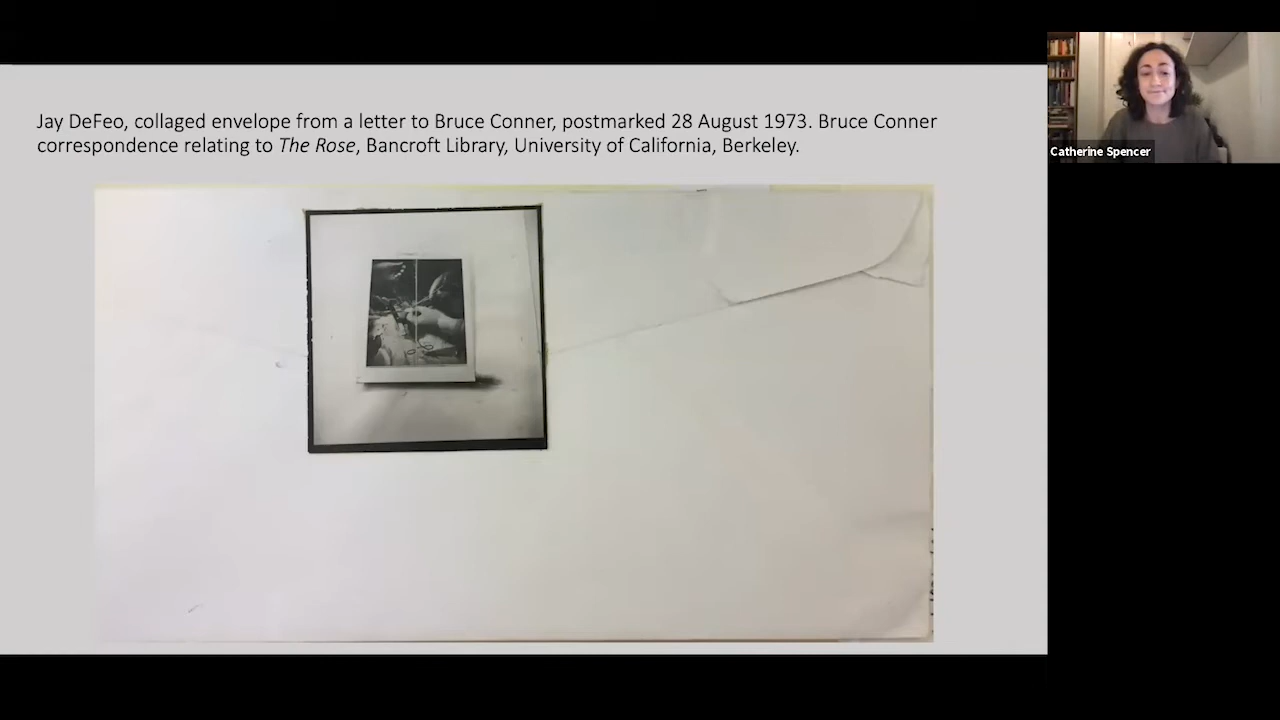 Jay DeFeo, collaged envelope from a letter to Bruce Conner, postmarked 28 August 1973. Bruce Conner
correspondence relating to The Rose, Bancroft Library, University of California, Berkeley.
Catherine Spencer